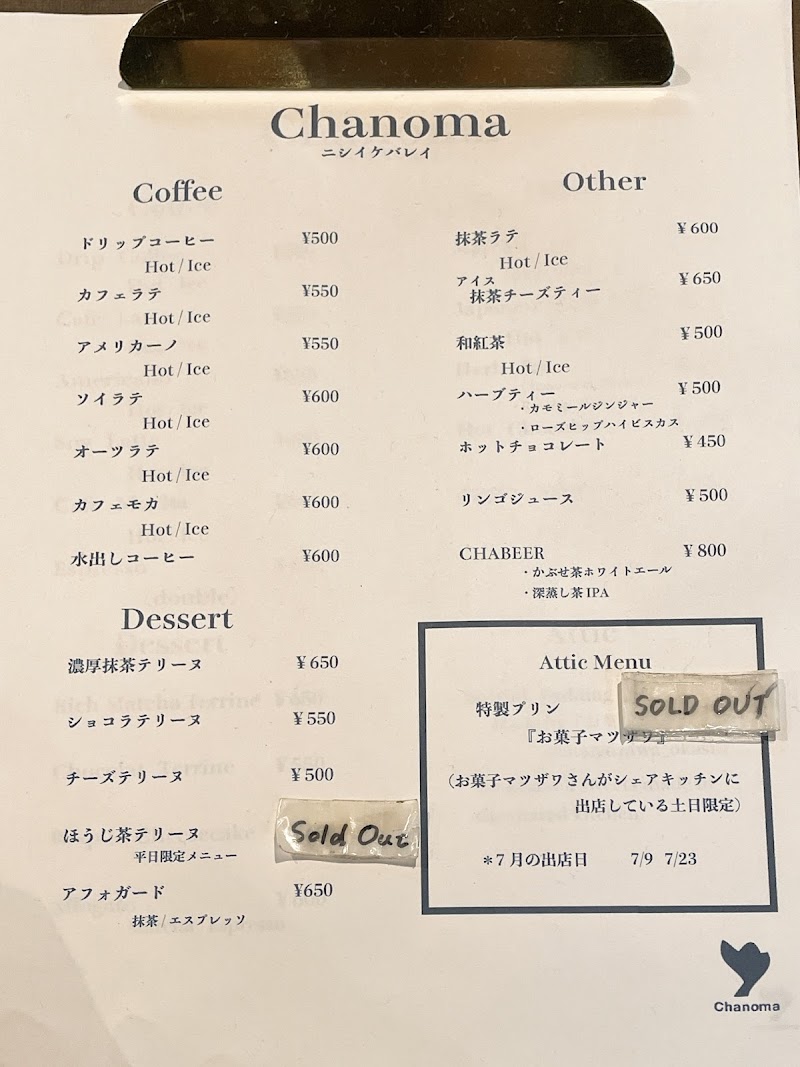 Chanoma
ニシイケバレイ
Coffee
ドリップコーヒー ¥500
Hot / Ice
カフェラテ ¥550
Hot / Ice
アメリカーノ ¥550
Hot / Ice
ソイラテ ¥600
Hot / Ice
オーツラテ ¥600
Hot / Ice
カフェモカ ¥600
Hot / Ice
水出しコーヒー ¥600
Dessert
濃厚抹茶テリーヌ ¥650
ショコラテリーヌ ¥550
チーズテリーヌ ¥500
ほうじ茶テリーヌ Sold Out
平日限定メニュー
アフォガード ¥650
抹茶 / エスプレッソ
Other
抹茶ラテ ¥600
Hot / Ice
アイス
抹茶チーズティー ¥650
和紅茶 ¥500
Hot / Ice
ハーブティー ¥500
・カモミールジンジャー
・ローズヒップハイビスカス
ホットチョコレート ¥450
リンゴジュース ¥500
CHABEER ¥800
・かぶせ茶ホワイトエール
・深蒸し茶 IPA
Attic Menu
特製プリン SOLD OUT
『お菓子マツザワ』
（お菓子マツザワさんがシェアキッチンに
出店している土日限定）
＊7月の出店日 7/9 7/23
Chanoma